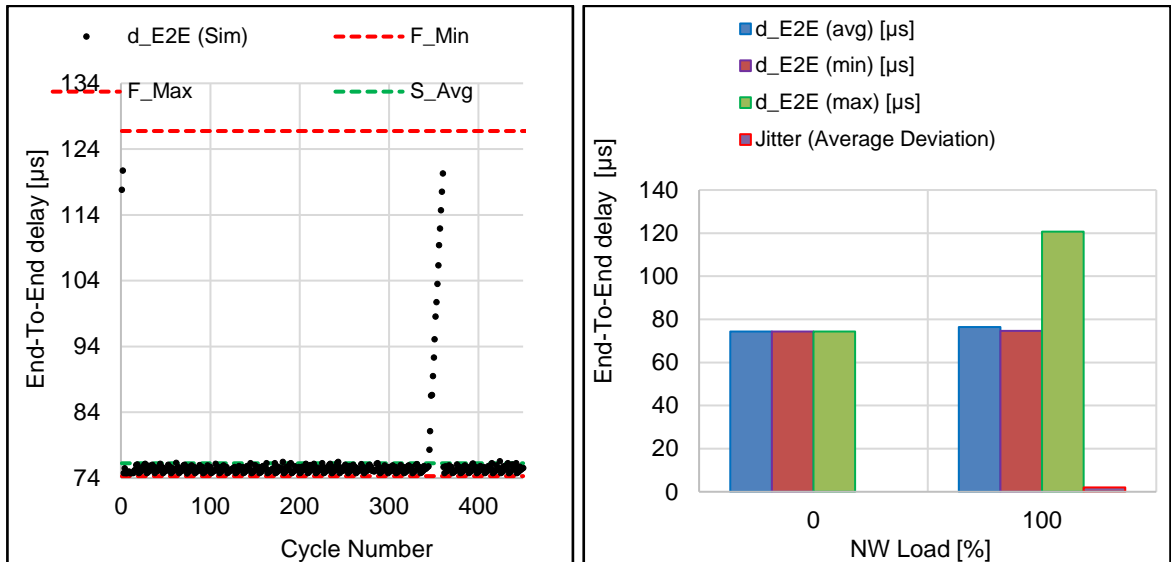 d_E2E (Sim) F_Min
F_Max S_Avg
134
124
114
104
94
84
74
0 100 200 300 400
End-To-End delay [µs]
Cycle Number
d_E2E (avg) [µs]
d_E2E (min) [µs]
d_E2E (max) [µs]
Jitter (Average Deviation)
140
120
100
80
60
40
20
0
0 100
End-To-End delay [µs]
NW Load [%]